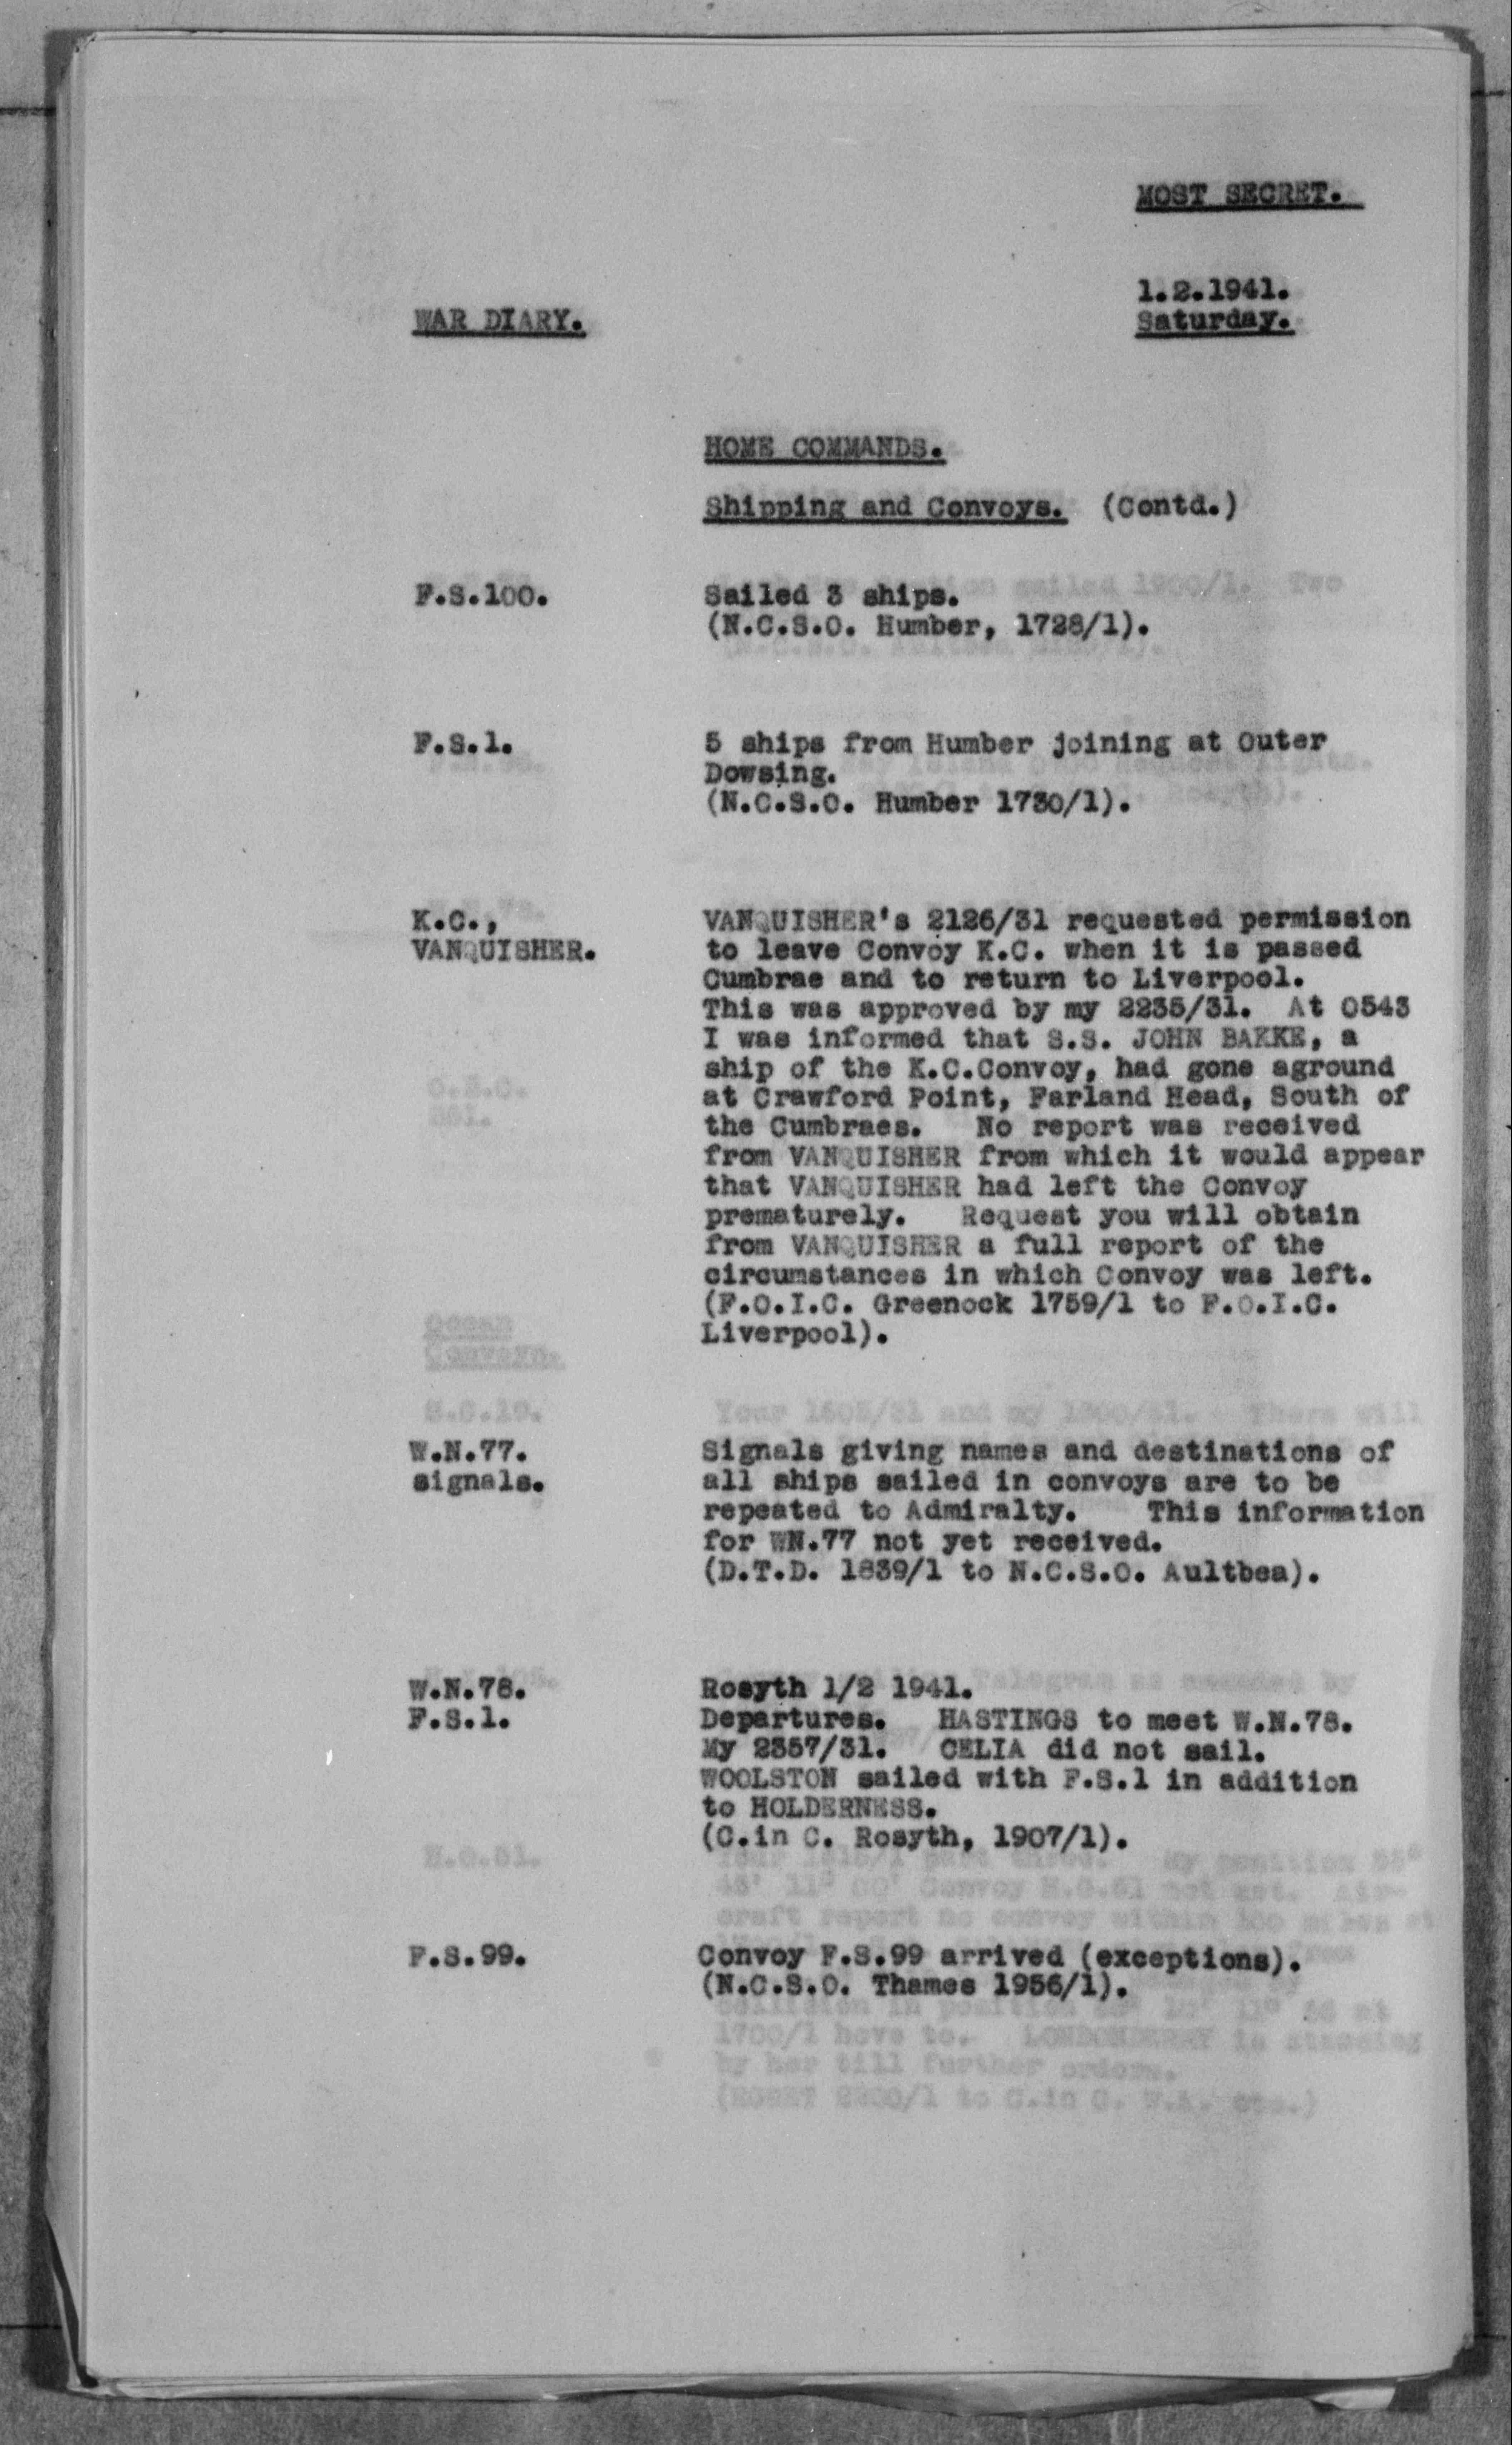 MOST SECRET.
1.2.1941.
WAR DIARY.
Saturday.
HOME COMMANDS.
Shipping and Convoys. (Contd.)
F.S.100. Sailed 3 ships.
(N.C.S.O. Humber, 1728/1).
F.S.1. 5 ships from Humber joining at Outer
Dowsing.
(N.C.S.O. Humber 1730/1).
K.C., VANQUISHER's 2126/31 requested permission
VANQUISHER. to leave Convoy K.C. when it is passed
Cumbrae and to return to Liverpool.
This was approved by my 2235/31. At 0543
I was informed that S.S. JOHN BAKKE, a
ship of the K.C.Convoy, had gone aground
at Crawford Point, Farland Head, South of
the Cumbraes. No report was received
from VANQUISHER from which it would appear
that VANQUISHER had left the Convoy
prematurely. Request you will obtain
from VANQUISHER a full report of the
circumstances in which Convoy was left.
(F.O.I.C. Greenock 1759/1 to F.O.I.C.
Liverpool).
W.N.77. Signals giving names and destinations of
signals. all ships sailed in convoys are to be
repeated to Admiralty. This information
for WN.77 not yet received.
(D.T.D. 1839/1 to N.C.S.O. Aultbea).
W.N.78. Rosyth 1/2 1941.
F.S.1. Departures. HASTINGS to meet W.N.78.
My 2357/31. CELIA did not sail.
WOOLSTON sailed with F.S.1 in addition
to HOLDERNESS.
(C.in C. Rosyth, 1907/1).
F.S.99. Convoy F.S.99 arrived (exceptions).
(N.C.S.O. Thames 1956/1).